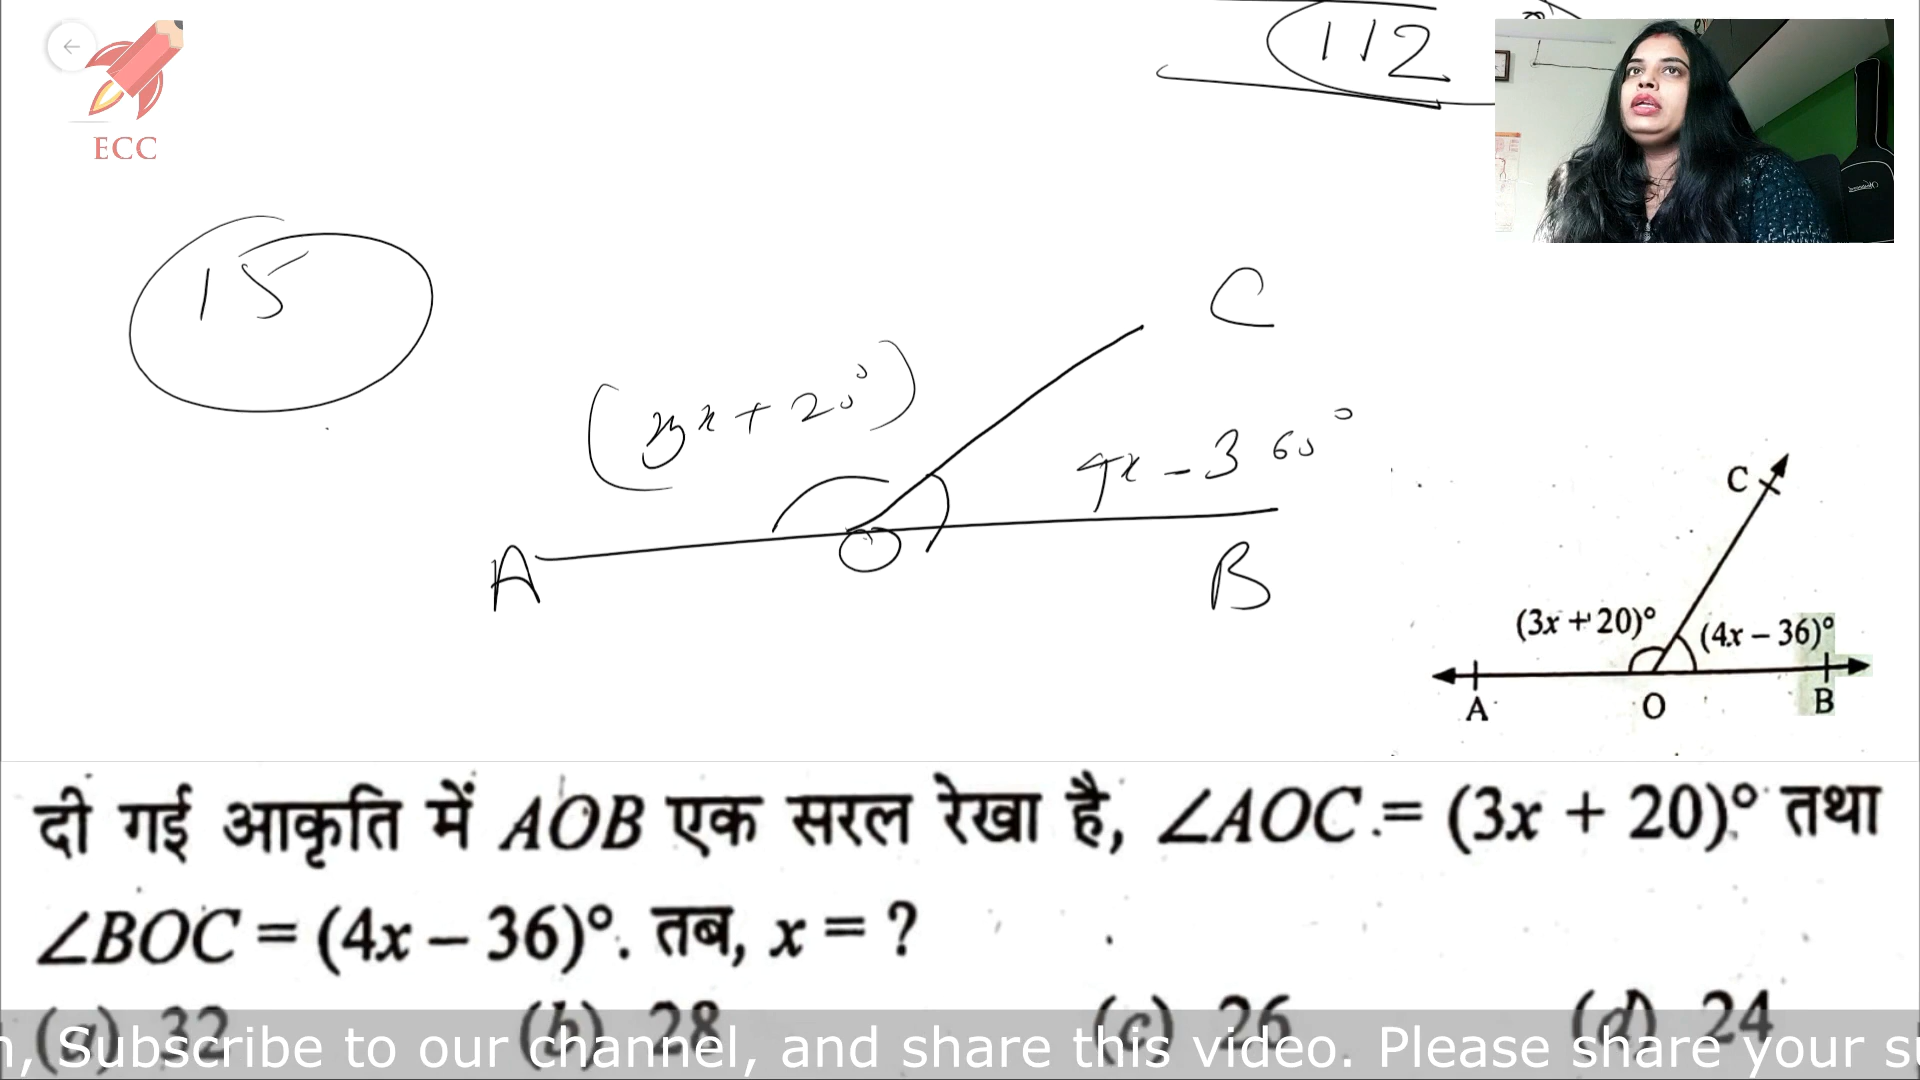 112
ECC
15
C
(3x + 20°)
4x - 3 60°
A
O
B
C
(3x + 20)° (4x – 36)°
A O B
दी गई आकृति में AOB एक सरल रेखा है, ∠AOC = (3x + 20)° तथा
∠BOC = (4x – 36)°. तब, x = ?
(a) 32 (b) 28 (c) 26 (d) 24
, Subscribe to our channel, and share this video. Please share your